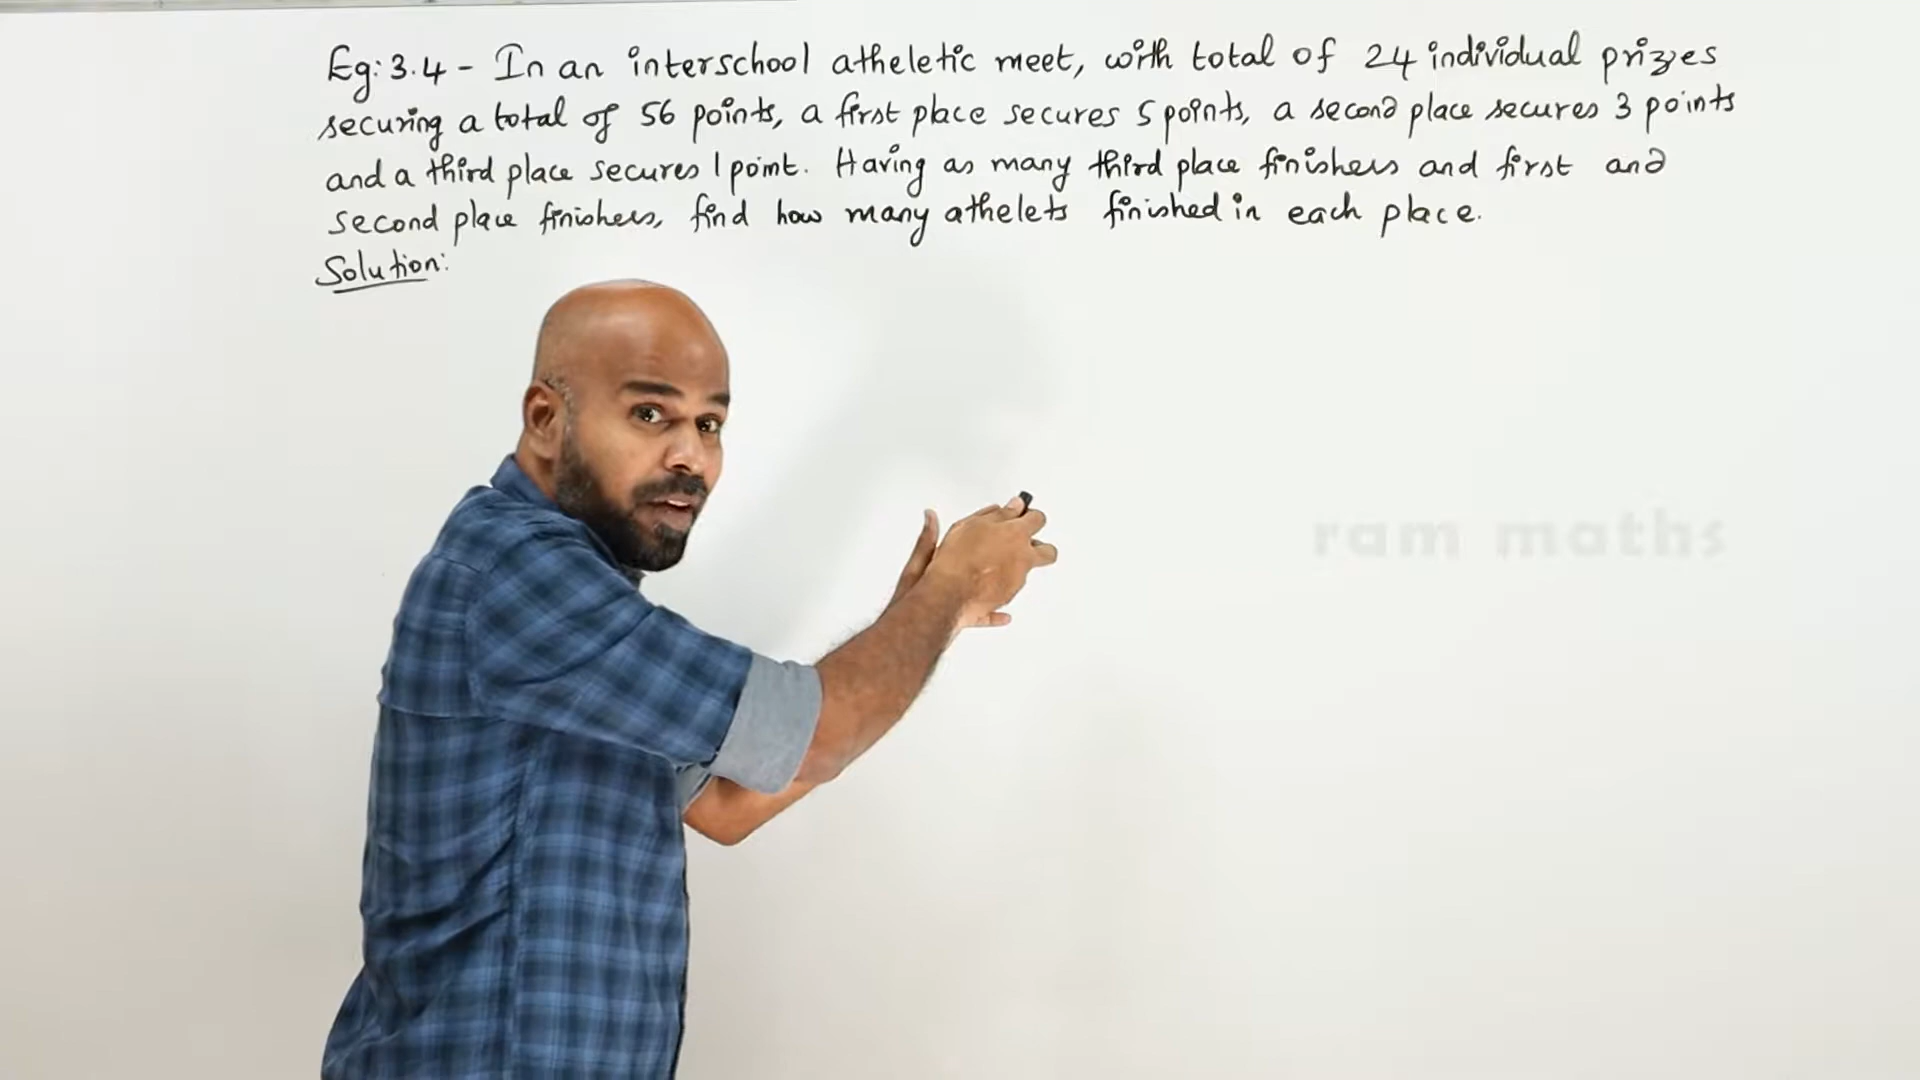 Eg: 3.4 - In an interschool atheletic meet, with total of 24 individual prizes
securing a total of 56 points, a first place secures 5 points, a second place secures 3 points
and a third place secures 1 point. Having as many third place finishers and first and
second place finishers, find how many athelets finished in each place.
Solution:
ram maths